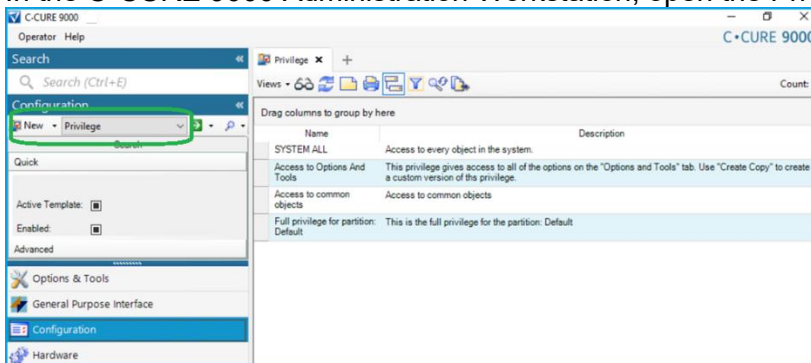 C-CURE 9000
Operator Help
C•CURE 9000
Search «
Search (Ctrl+E)
Configuration «
New Privilege
Search
Quick
Active Template:
Enabled:
Advanced
Options & Tools
General Purpose Interface
Configuration
Hardware
Privilege × +
Views
Count:
Drag columns to group by here
Name Description
SYSTEM ALL Access to every object in the system.
Access to Options And This privilege gives access to all of the options on the "Options and Tools" tab. Use "Create Copy" to create
Tools a custom version of ths privilege.
Access to common Access to common objects
objects
Full privilege for partition: This is the full privilege for the partition: Default
Default